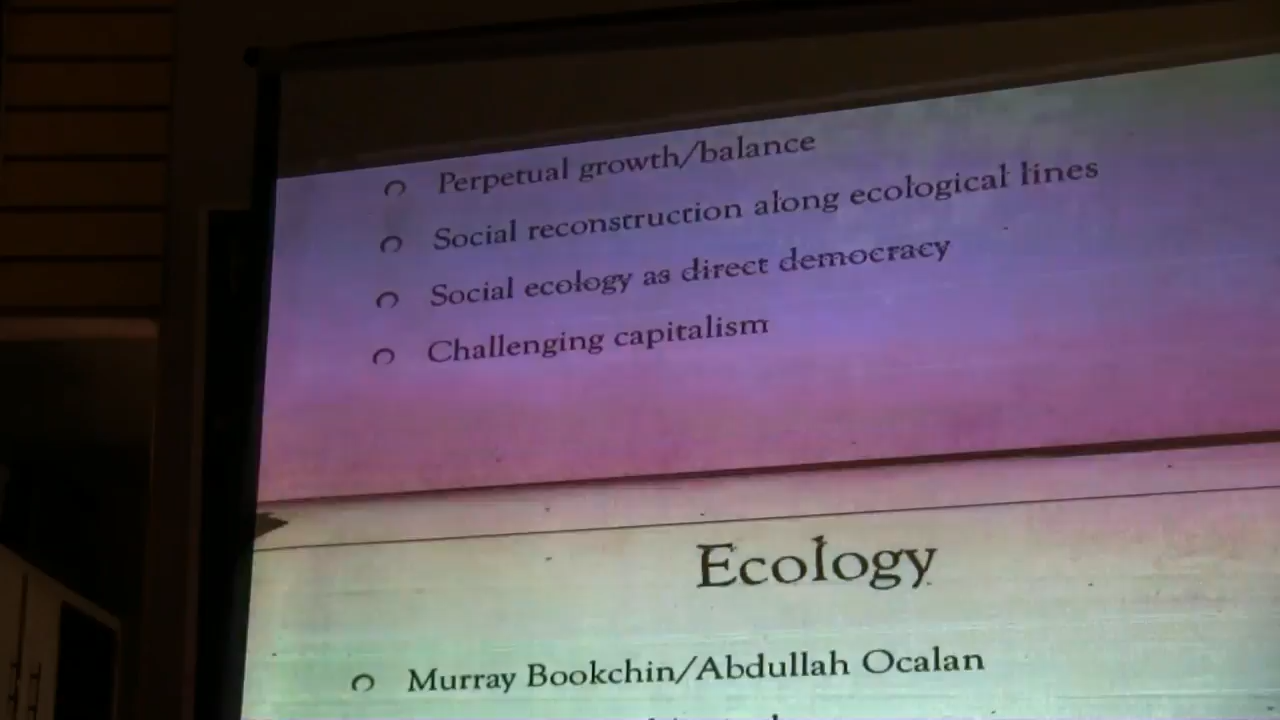 Perpetual growth/balance
Social reconstruction along ecological lines
Social ecology as direct democracy
Challenging capitalism
Ecology
Murray Bookchin/Abdullah Ocalan